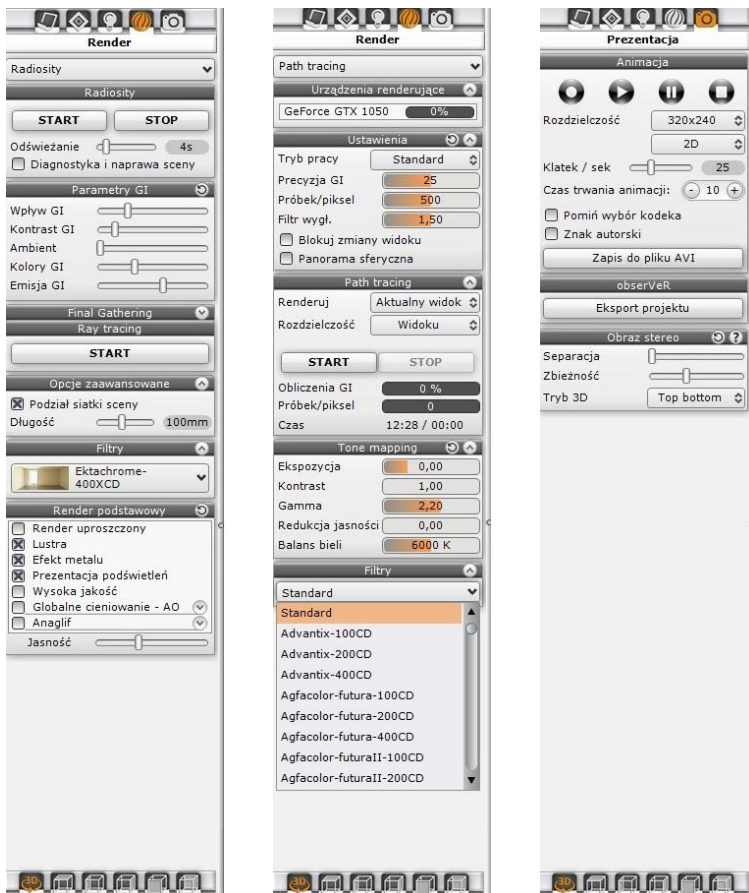 Render
Radiosity
Radiosity
START STOP
Odświeżanie 4s
Diagnostyka i naprawa sceny
Parametry GI
Wpływ GI
Kontrast GI
Ambient
Kolory GI
Emisja GI
Final Gathering
Ray tracing
START
Opcje zaawansowane
Podział siatki sceny
Długość 100mm
Filtry
Ektachrome-
400XCD
Render podstawowy
Render uproszczony
Lustra
Efekt metalu
Prezentacja podświetleń
Wysoka jakość
Globalne cieniowanie - AO
Anaglif
Jasność
3D
Render
Path tracing
Urządzenia renderujące
GeForce GTX 1050 0%
Ustawienia
Tryb pracy Standard
Precyzja GI 25
Próbek/piksel 500
Filtr wygł. 1,50
Blokuj zmiany widoku
Panorama sferyczna
Path tracing
Renderuj Aktualny widok
Rozdzielczość Widoku
START STOP
Obliczenia GI 0 %
Próbek/piksel 0
Czas 12:28 / 00:00
Tone mapping
Ekspozycja 0,00
Kontrast 1,00
Gamma 2,20
Redukcja jasności 0,00
Balans bieli 6000 K
Filtry
Standard
Standard
Advantix-100CD
Advantix-200CD
Advantix-400CD
Agfacolor-futura-100CD
Agfacolor-futura-200CD
Agfacolor-futura-400CD
Agfacolor-futuraII-100CD
Agfacolor-futuraII-200CD
3D
Prezentacja
Animacja
Rozdzielczość 320x240
2D
Klatek / sek 25
Czas trwania animacji: - 10 +
Pomiń wybór kodeka
Znak autorski
Zapis do pliku AVI
obserVeR
Eksport projektu
Obraz stereo ?
Separacja
Zbieżność
Tryb 3D Top bottom
3D